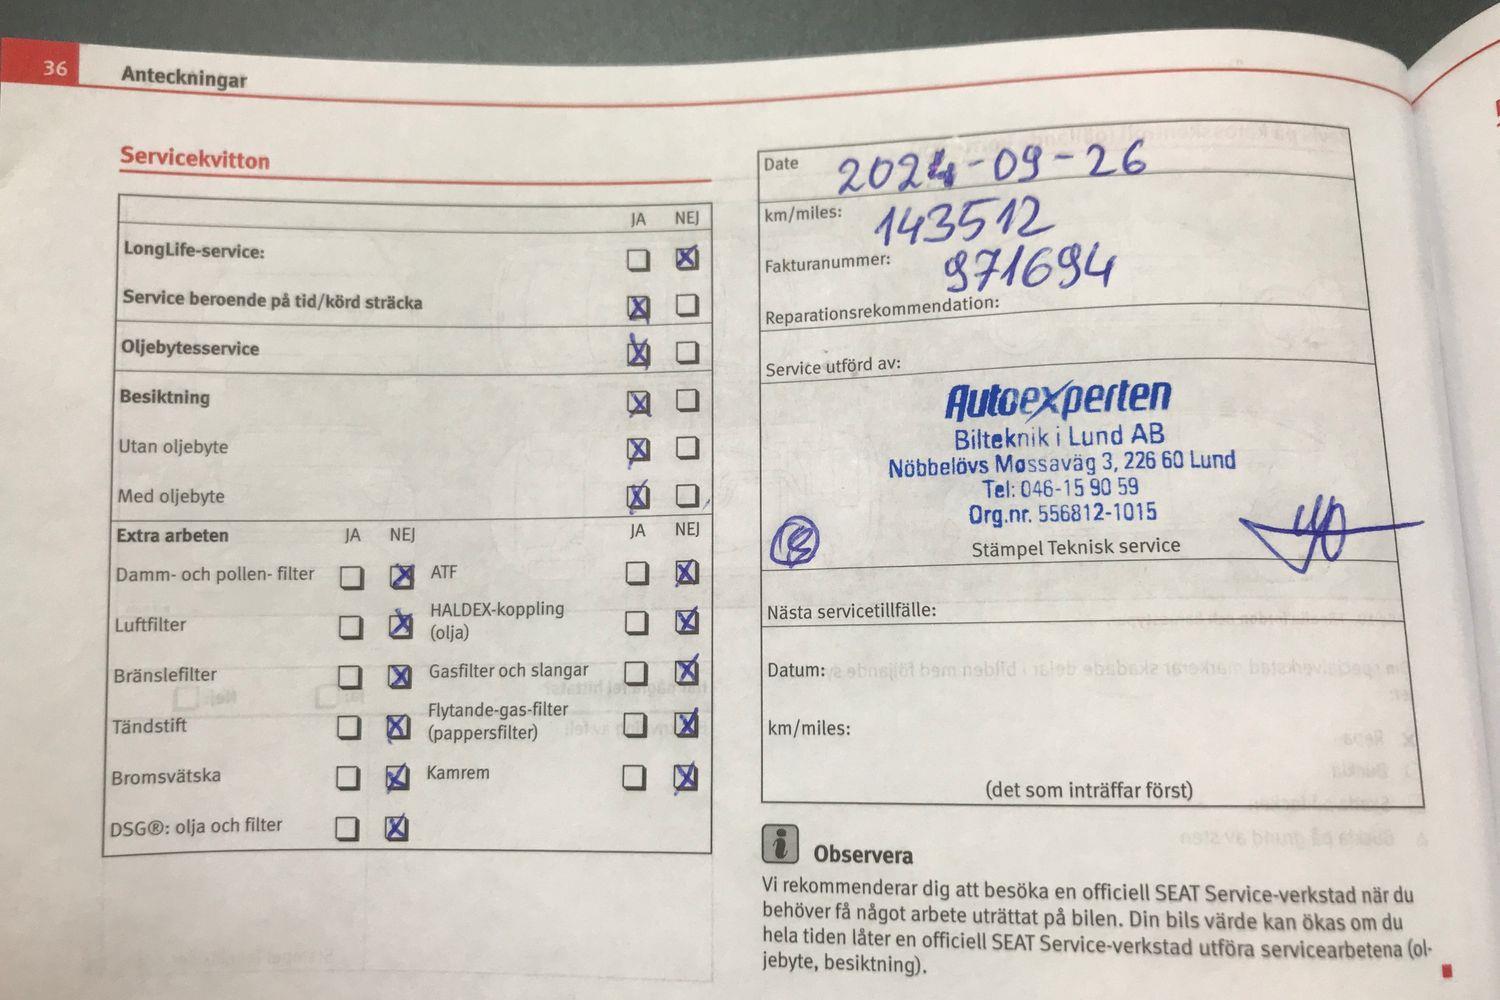 36 Anteckningar
Servicekvitton
JA NEJ
LongLife-service:
Service beroende på tid/körd sträcka
Oljebytesservice
Besiktning
Utan oljebyte
Med oljebyte
Extra arbeten JA NEJ JA NEJ
Damm- och pollen- filter ATF
Luftfilter HALDEX-koppling
(olja)
Bränslefilter Gasfilter och slangar
Tändstift Flytande-gas-filter
(pappersfilter)
Bromsvätska Kamrem
DSG®: olja och filter
Date 2024-09-26
km/miles: 143512
Fakturanummer: 971694
Reparationsrekommendation:
Service utförd av:
Autoexperten
Bilteknik i Lund AB
Nöbbelövs Mossaväg 3, 226 60 Lund
Tel: 046-15 90 59
Org.nr. 556812-1015
Stämpel Teknisk service
Nästa servicetillfälle:
Datum:
km/miles:
(det som inträffar först)
i Observera
Vi rekommenderar dig att besöka en officiell SEAT Service-verkstad när du
behöver få något arbete uträttat på bilen. Din bils värde kan ökas om du
hela tiden låter en officiell SEAT Service-verkstad utföra servicearbetena (ol-
jebyte, besiktning).